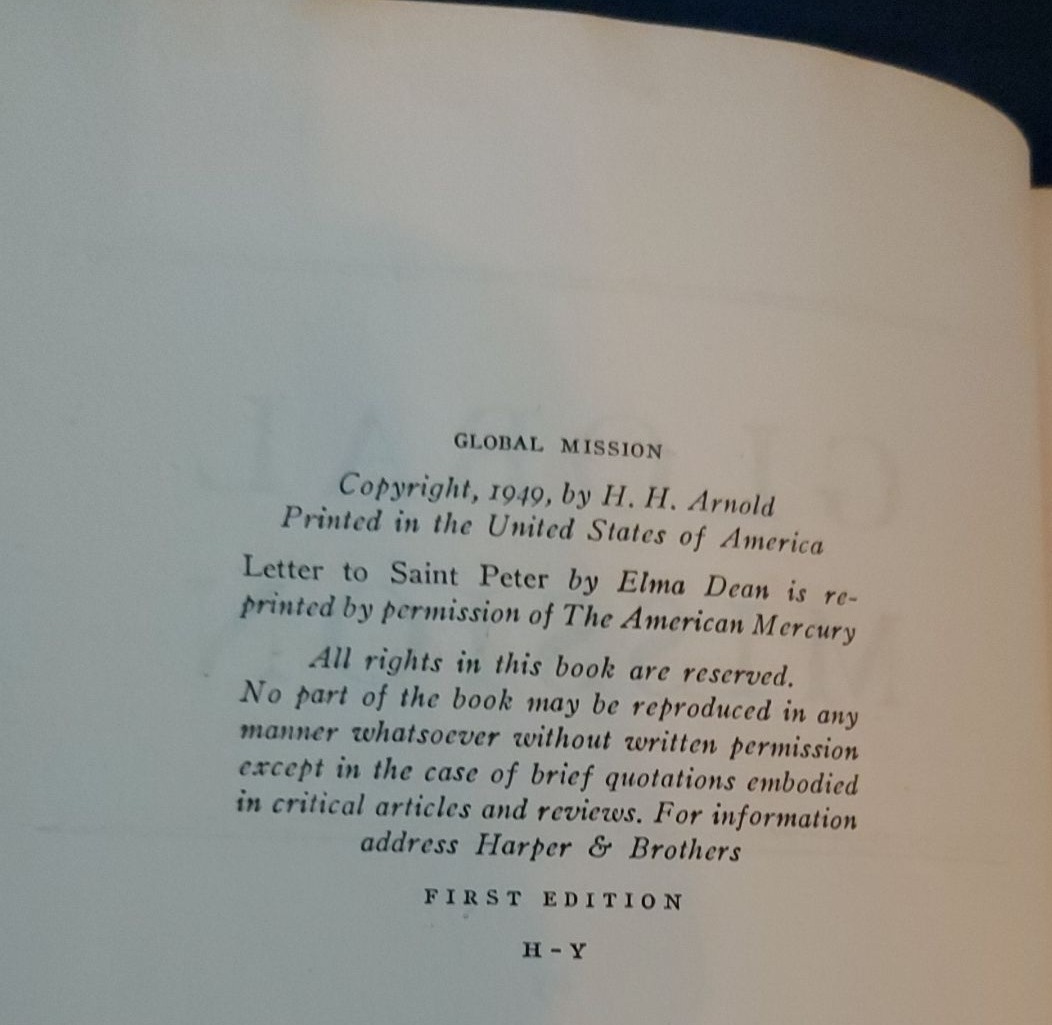 GLOBAL MISSION
Copyright, 1949, by H. H. Arnold
Printed in the United States of America
Letter to Saint Peter by Elma Dean is re-
printed by permission of The American Mercury
All rights in this book are reserved.
No part of the book may be reproduced in any
manner whatsoever without written permission
except in the case of brief quotations embodied
in critical articles and reviews. For information
address Harper & Brothers
FIRST EDITION
H - Y